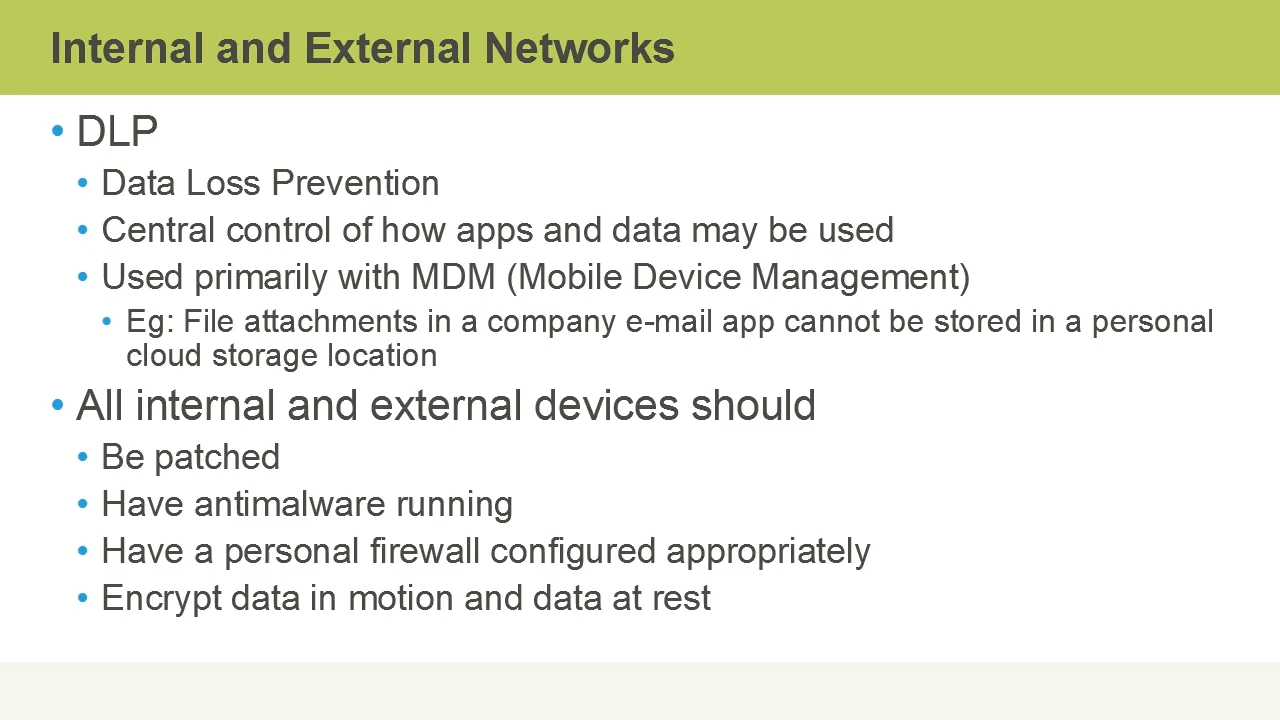 Internal and External Networks
• DLP
• Data Loss Prevention
• Central control of how apps and data may be used
• Used primarily with MDM (Mobile Device Management)
• Eg: File attachments in a company e-mail app cannot be stored in a personal
cloud storage location
• All internal and external devices should
• Be patched
• Have antimalware running
• Have a personal firewall configured appropriately
• Encrypt data in motion and data at rest